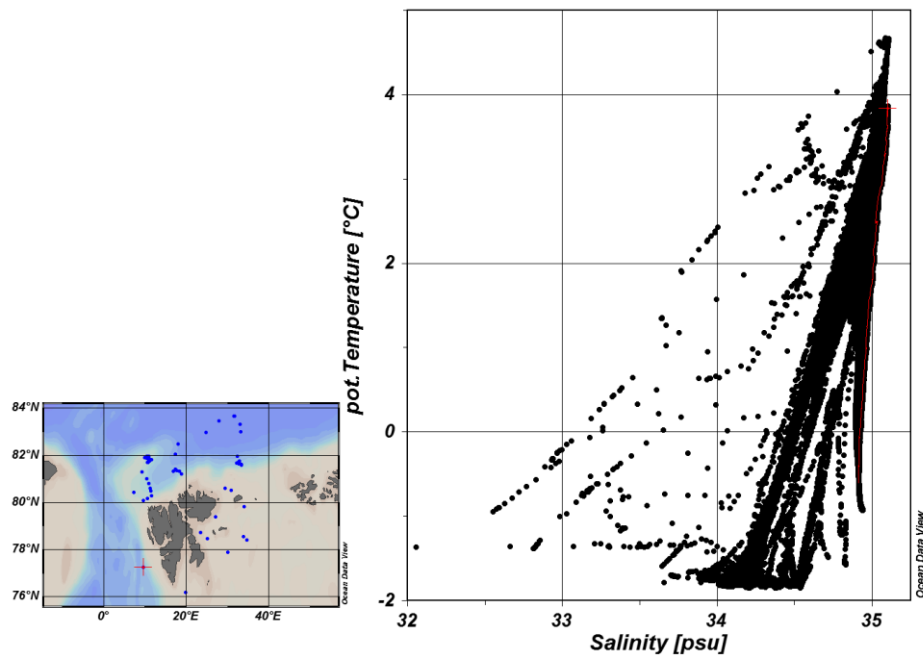 4
2
0
-2
pot.Temperature [°C]
32
33
34
35
Salinity [psu]
Ocean Data View
84°N
82°N
80°N
78°N
76°N
0°
20°E
40°E
Ocean Data View